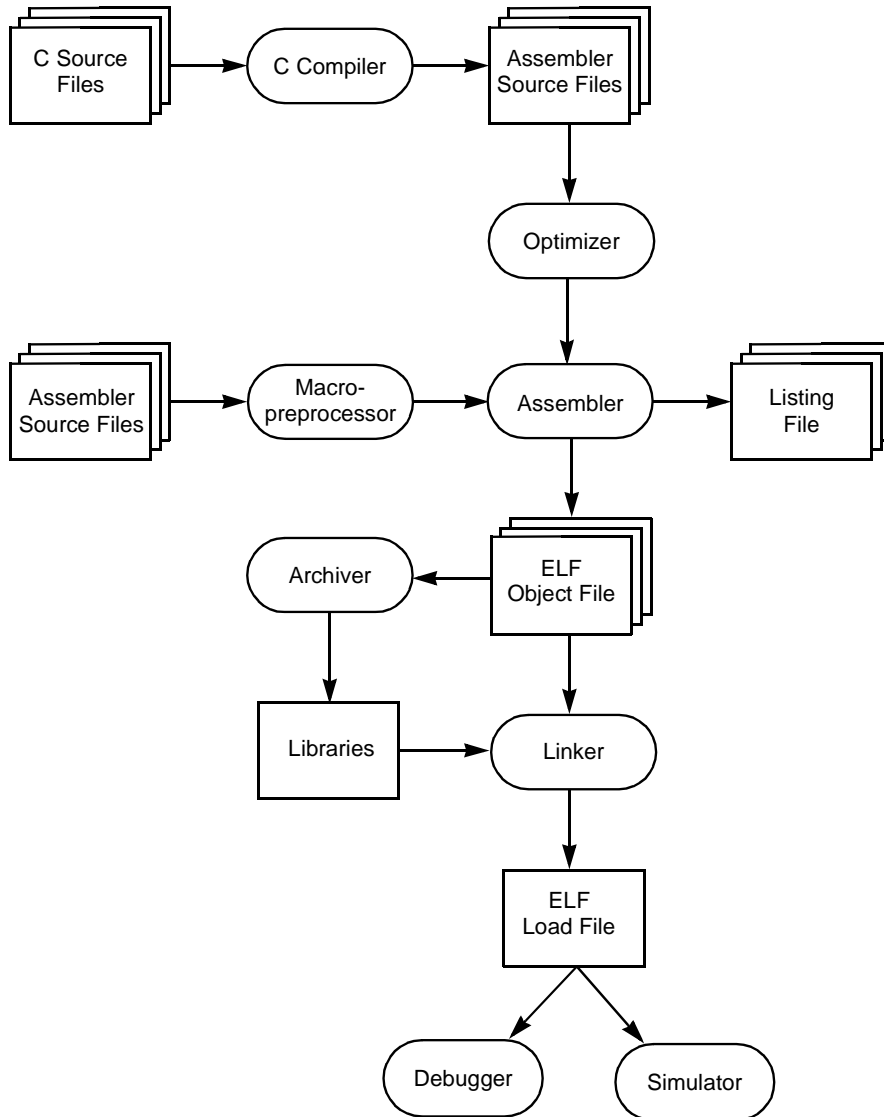 C Source
Files
C Compiler
Assembler
Source Files
Optimizer
Assembler
Source Files
Macro-
preprocessor
Assembler
Listing
File
Archiver
ELF
Object File
Libraries
Linker
ELF
Load File
Debugger
Simulator